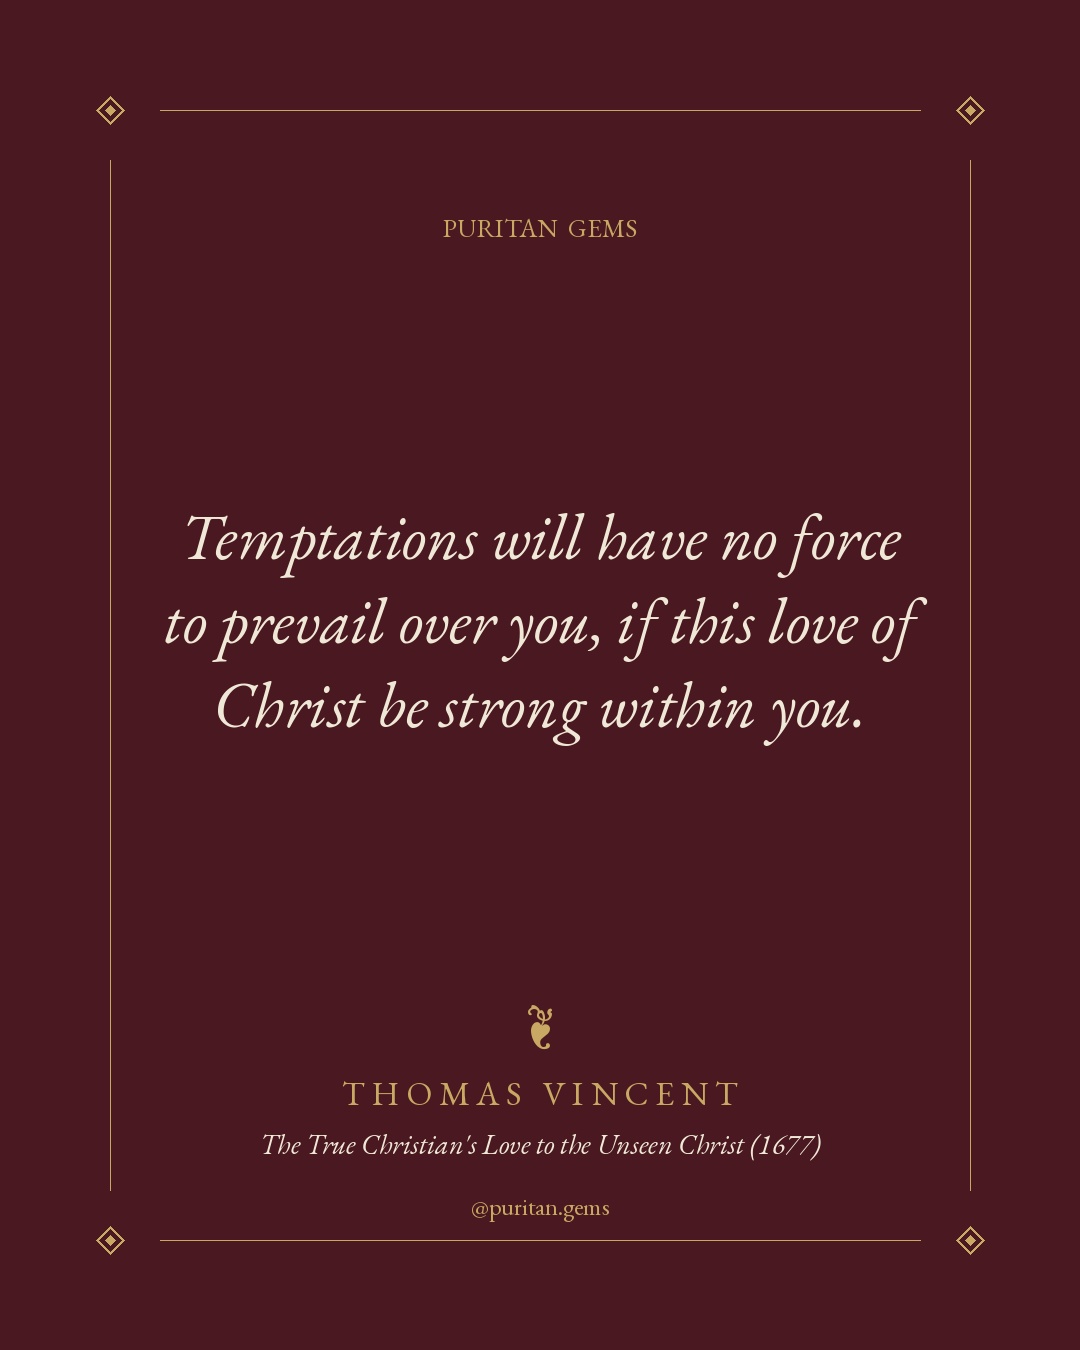 PURITAN GEMS
Temptations will have no force
to prevail over you, if this love of
Christ be strong within you.
THOMAS VINCENT
The True Christian's Love to the Unseen Christ (1677)
@puritan.gems